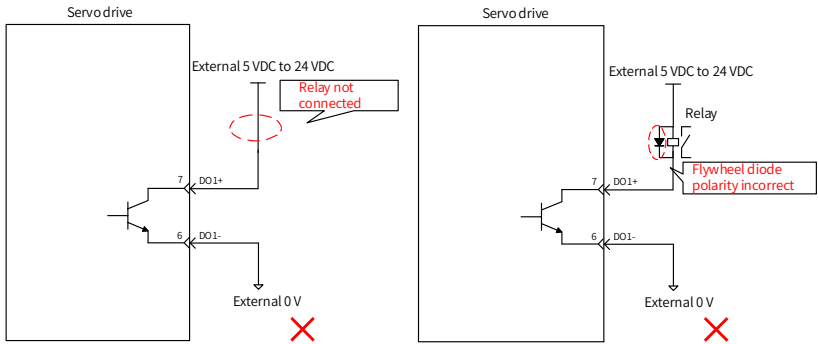 Servo drive
External 5 VDC to 24 VDC
Relay not
connected
7
DO1+
6
DO1-
External 0 V
Servo drive
External 5 VDC to 24 VDC
Relay
Flywheel diode
polarity incorrect
7
DO1+
6
DO1-
External 0 V